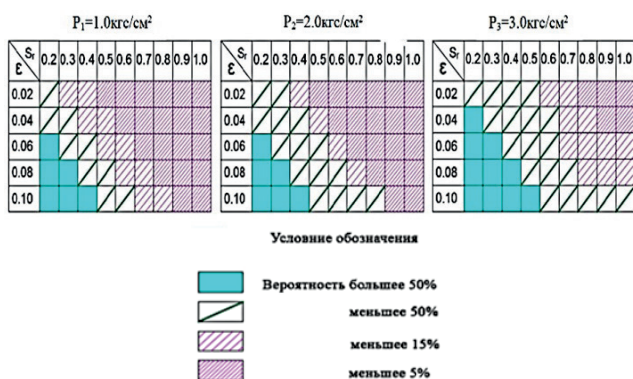 P₁=1.0кгс/см² P₂=2.0кгс/см² P₃=3.0кгс/см²
Sᵣ ε 0.2 0.3 0.4 0.5 0.6 0.7 0.8 0.9 1.0 Sᵣ ε 0.2 0.3 0.4 0.5 0.6 0.7 0.8 0.9 1.0 Sᵣ ε 0.2 0.3 0.4 0.5 0.6 0.7 0.8 0.9 1.0
0.02 0.02 0.02
0.04 0.04 0.04
0.06 0.06 0.06
0.08 0.08 0.08
0.10 0.10 0.10
Условние обозначения
Вероятность большее 50%
меньшее 50%
меньшее 15%
меньшее 5%